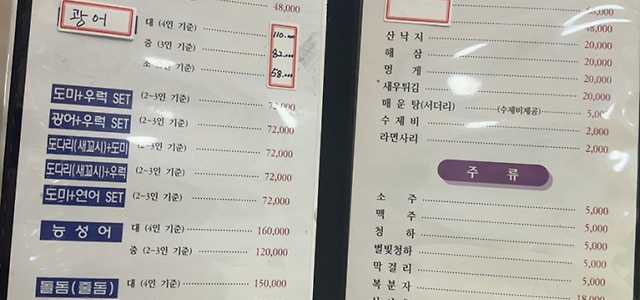 48,000
광어 대 (4인 기준) 110.000
중 (3인 기준) 82.000
소 58.000
도미+우럭 SET (2~3인 기준) 72,000
광어+우럭 SET (2~3인 기준) 72,000
도다리(새꼬시)+도미 (2~3인 기준) 72,000
도다리(새꼬시)+우럭 (2~3인 기준) 72,000
도미+연어 SET (2~3인 기준) 72,000
능성어 대 (4인 기준) 160,000
중 (2~3인 기준) 120,000
돌돔(줄돔) 대 (4인 기준) 150,000
48,000
산낙지 20,000
해삼 20,000
멍게 20,000
*새우튀김 20,000
매운탕(서더리) (수제비제공) 5,000
수제비 2,000
라면사리 2,000
주류
소주 5,000
맥주 5,000
청하 5,000
별빛청하 5,000
막걸리 5,000
복분자 18,000